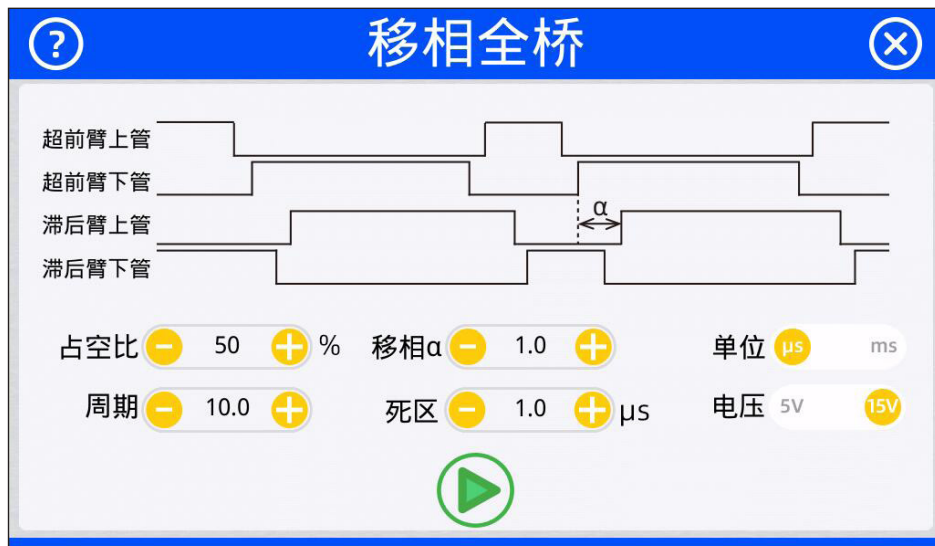 ?
移相全桥
超前臂上管
超前臂下管
滞后臂上管
α
滞后臂下管
占空比 50 % 移相α 1.0 单位 μs ms
周期 10.0 死区 1.0 μs 电压 5V 15V